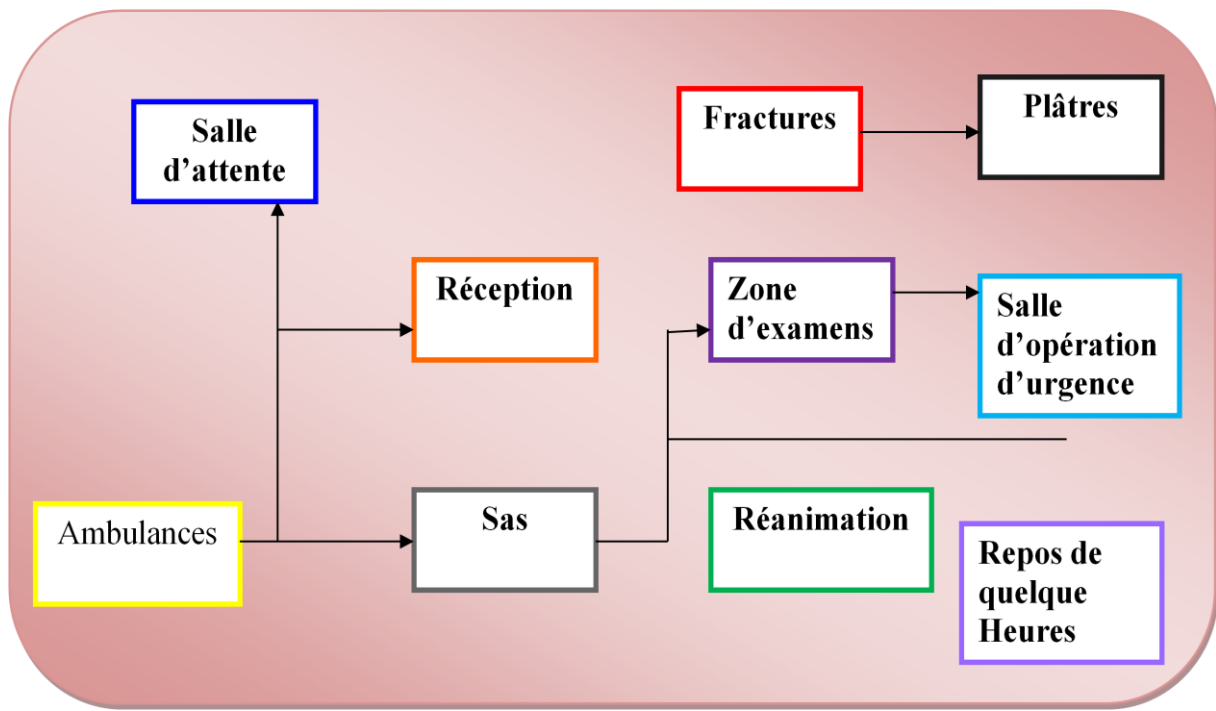 Salle
d’attente
Fractures
Plâtres
Réception
Zone
d’examens
Salle
d’opération
d’urgence
Ambulances
Sas
Réanimation
Repos de
quelque
Heures